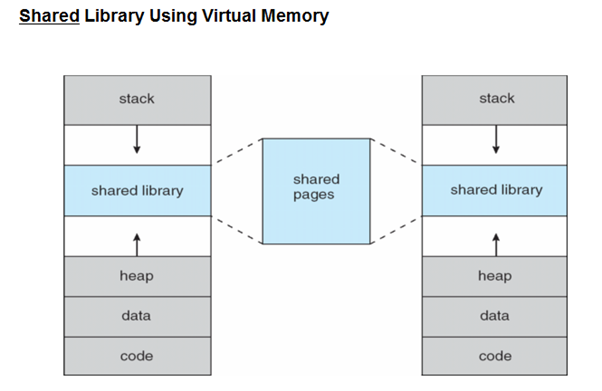 Shared Library Using Virtual Memory
stack
shared library
heap
data
code
shared
pages
stack
shared library
heap
data
code